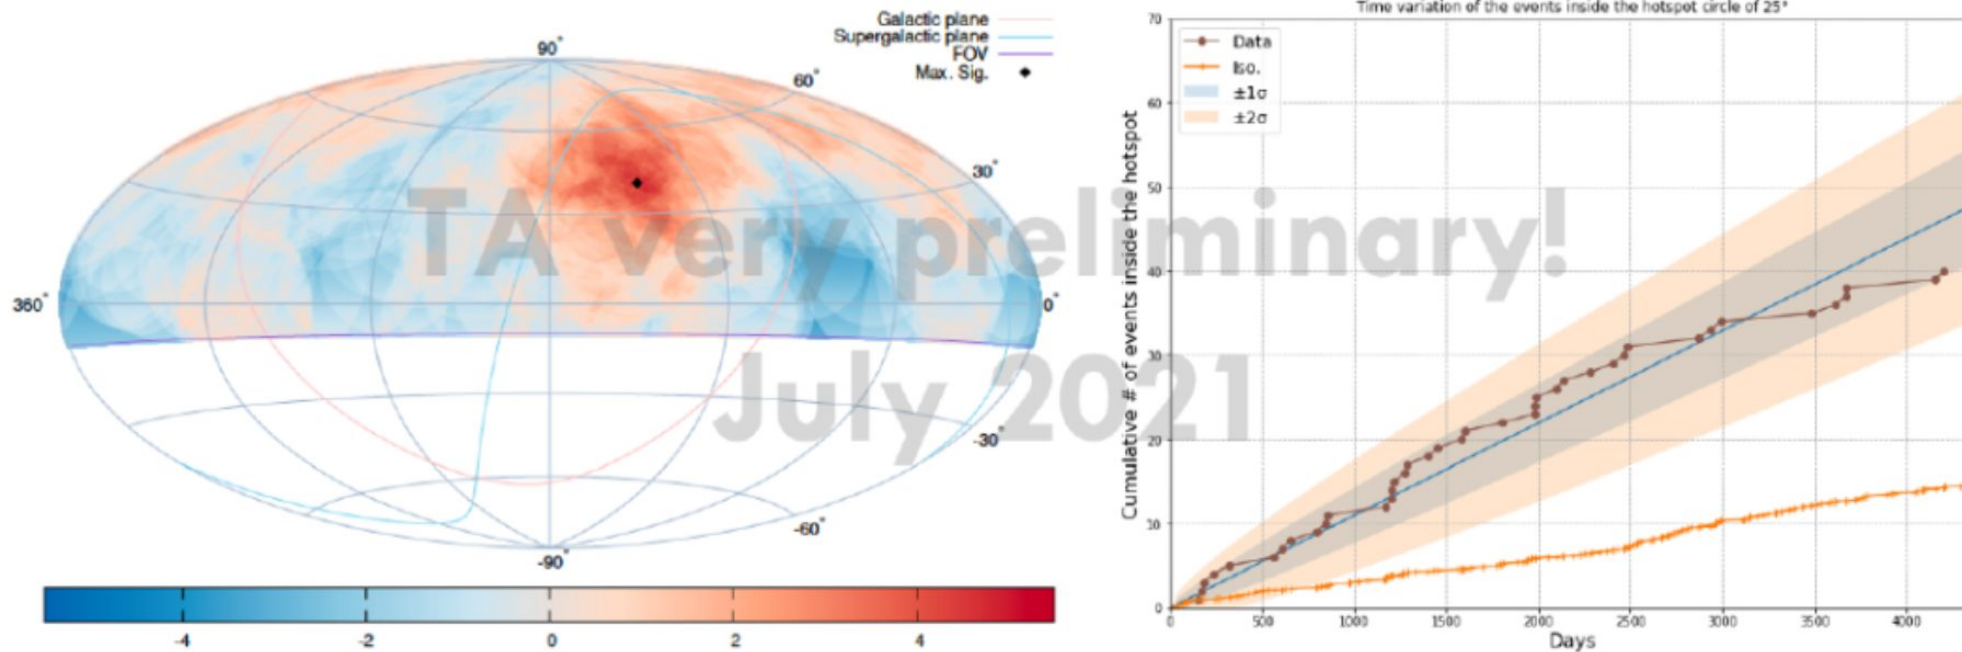 Galactic plane
Supergalactic plane
FOV
Max. Sig.
90°
60°
30°
360°
0°
-30°
-60°
-90°
-4
-2
0
2
4
TA very preliminary!
July 2021
Time variation of the events inside the hotspot circle of 25°
Data
Iso.
±1σ
±2σ
Cumulative # of events inside the hotspot
70
60
50
40
30
20
10
0
0
500
1000
1500
2000
2500
3000
3500
4000
Days